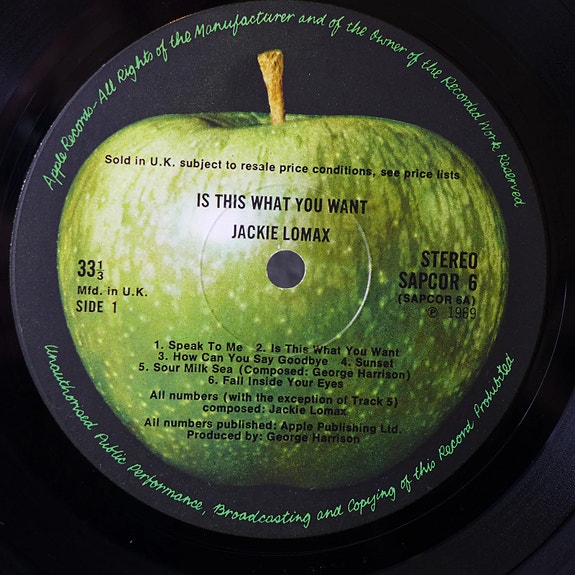 Apple Records-All Rights of the Manufacturer and of the Owner of the Recorded Work Reserved
Sold in U.K. subject to resale price conditions, see price lists
IS THIS WHAT YOU WANT
JACKIE LOMAX
33 1/3
Mfd. in U.K.
SIDE 1
STEREO
SAPCOR 6
(SAPCOR 6A)
℗ 1969
1. Speak To Me 2. Is This What You Want
3. How Can You Say Goodbye 4. Sunset
5. Sour Milk Sea (Composed: George Harrison)
6. Fall Inside Your Eyes
All numbers (with the exception of Track 5)
composed: Jackie Lomax
All numbers published: Apple Publishing Ltd.
Produced by: George Harrison
Unauthorised Public Performance, Broadcasting and Copying of this Record Prohibited